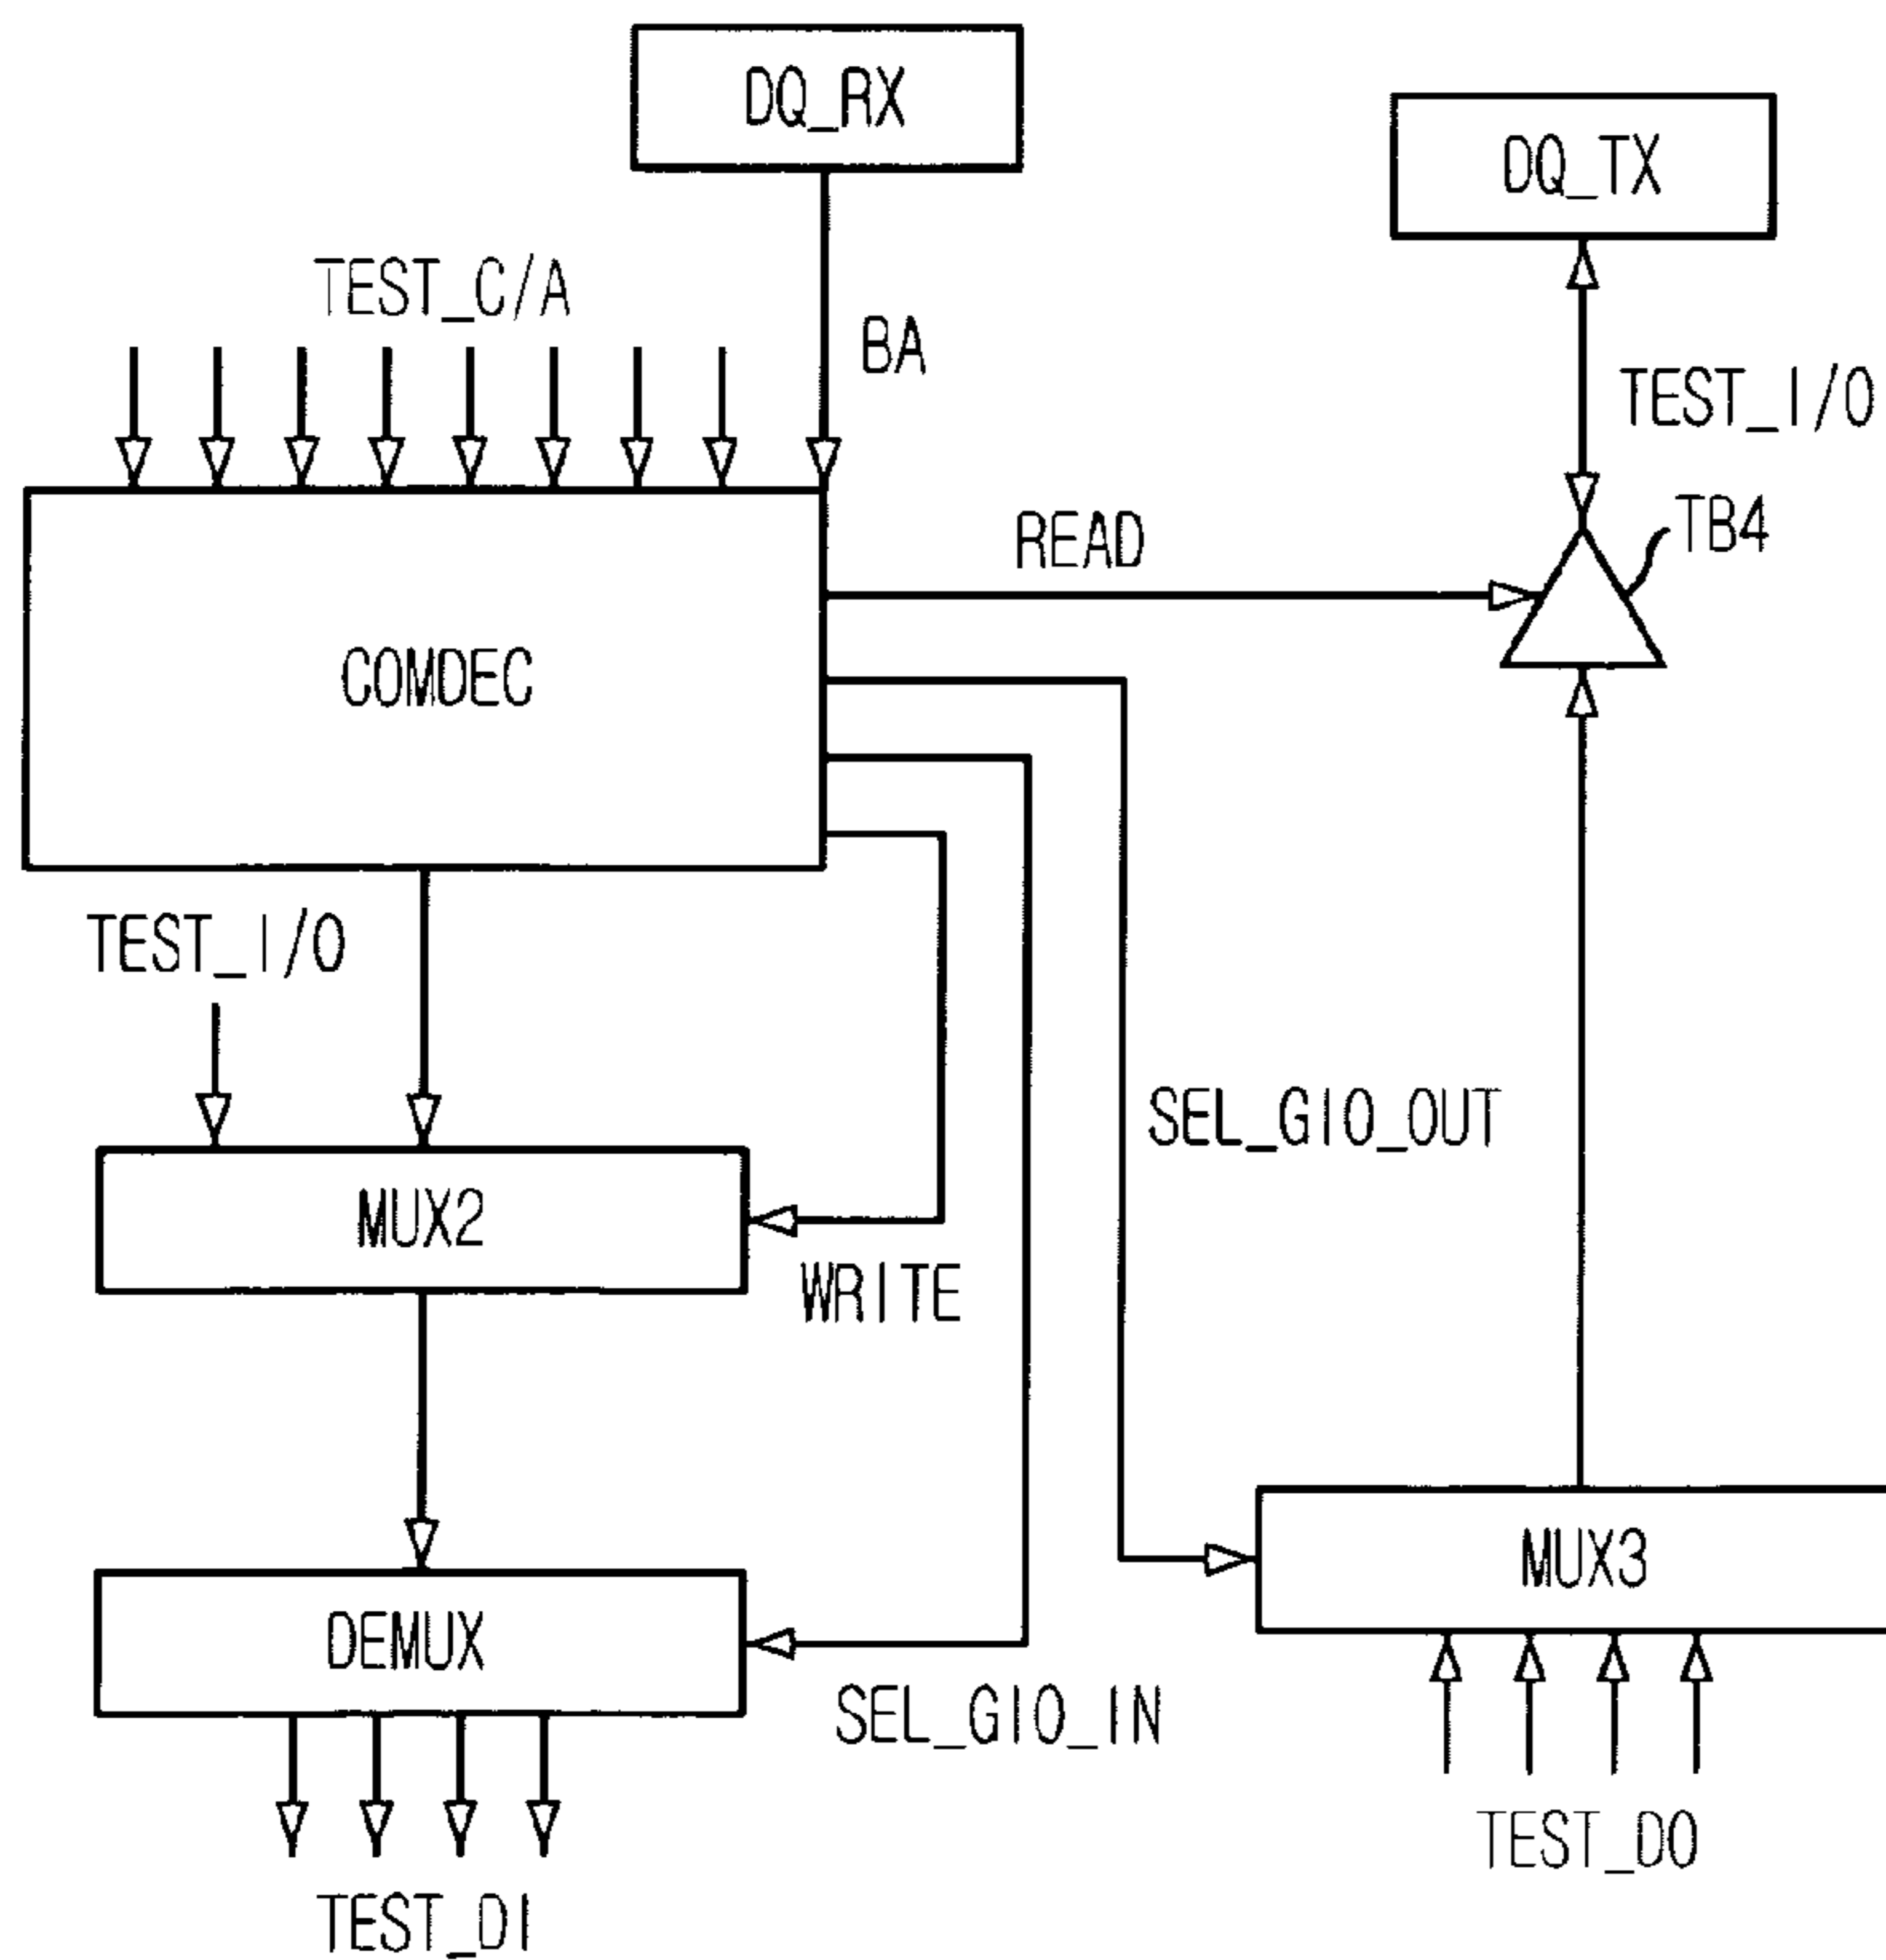 DQ_RX
DQ_TX
TEST_C/A
BA
TEST_I/O
TB4
READ
COMDEC
TEST_I/O
SEL_GIO_OUT
MUX2
WRITE
MUX3
DEMUX
SEL_GIO_IN
TEST_DO
TEST_DI